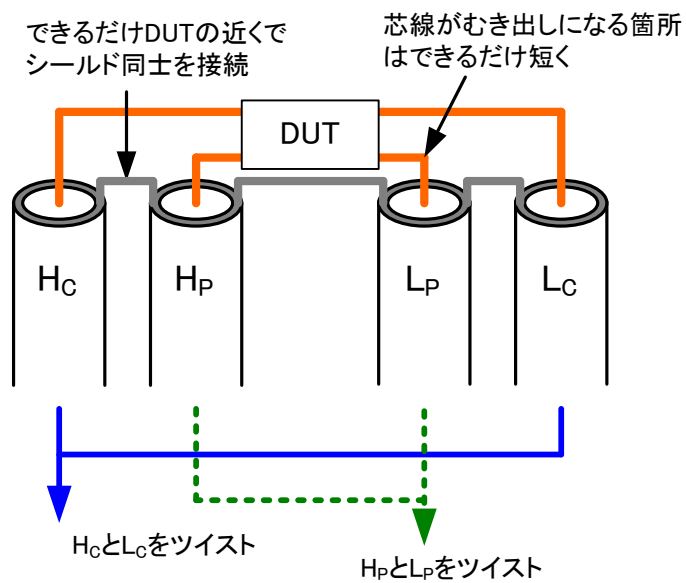 できるだけDUTの近くで
シールド同士を接続
芯線がむき出しになる箇所
はできるだけ短く
DUT
HC
HP
LP
LC
HCとLCをツイスト
HPとLPをツイスト